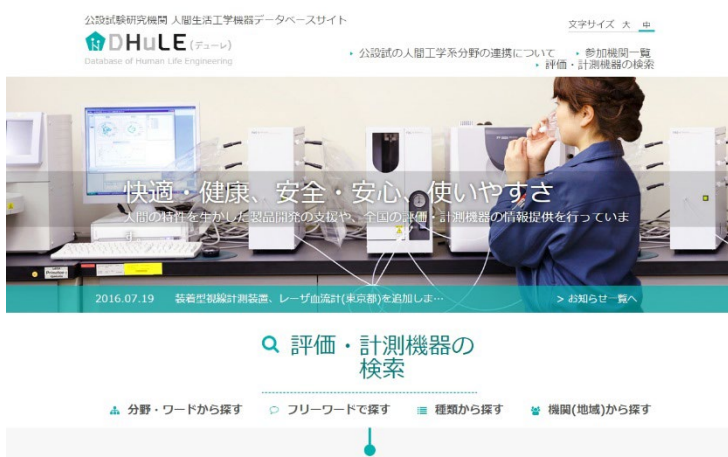 公設試験研究機関 人間生活工学機器データベースサイト
文字サイズ 大 中
DHuLE (デューレ)
Database of Human Life Engineering
・ 公設試の人間工学系分野の連携について ・ 参加機関一覧
・ 評価・計測機器の検索
快適・健康、安全・安心、使いやすさ
人間の特性を生かした製品開発の支援や、全国の評価・計測機器の情報提供を行っていま
す。
2016.07.19 装着型視線計測装置、レーザ血流計(東京都)を追加しま… > お知らせ一覧へ
評価・計測機器の
検索
分野・ワードから探す フリーワードで探す 種類から探す 機関(地域)から探す